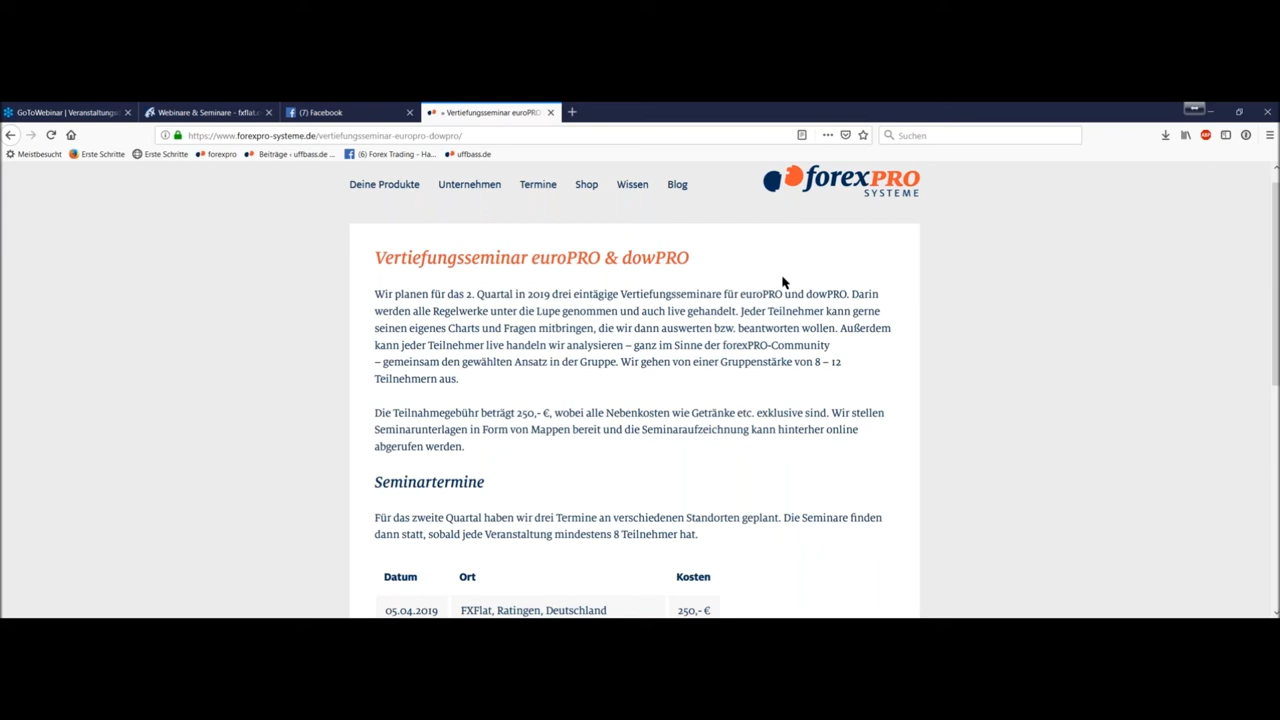 GoToWebinar | Veranstaltungs
Webinare & Seminare - fxflat.c
(7) Facebook
» Vertiefungsseminar euroPRO
https://www.forexpro-systeme.de/vertiefungsseminar-europro-dowpro/
Suchen
Meistbesucht
Erste Schritte
Erste Schritte
forexpro
Beiträge ‹ uffbass.de
(6) Forex Trading - Ha...
uffbass.de
Deine Produkte
Unternehmen
Termine
Shop
Wissen
Blog
forexPRO
SYSTEME
Vertiefungsseminar euroPRO & dowPRO
Wir planen für das 2. Quartal in 2019 drei eintägige Vertiefungsseminare für euroPRO und dowPRO. Darin
werden alle Regelwerke unter die Lupe genommen und auch live gehandelt. Jeder Teilnehmer kann gerne
seinen eigenes Charts und Fragen mitbringen, die wir dann auswerten bzw. beantworten wollen. Außerdem
kann jeder Teilnehmer live handeln wir analysieren – ganz im Sinne der forexPRO-Community
– gemeinsam den gewählten Ansatz in der Gruppe. Wir gehen von einer Gruppenstärke von 8 – 12
Teilnehmern aus.
Die Teilnahmegebühr beträgt 250,- €, wobei alle Nebenkosten wie Getränke etc. exklusive sind. Wir stellen
Seminarunterlagen in Form von Mappen bereit und die Seminaraufzeichnung kann hinterher online
abgerufen werden.
Seminartermine
Für das zweite Quartal haben wir drei Termine an verschiedenen Standorten geplant. Die Seminare finden
dann statt, sobald jede Veranstaltung mindestens 8 Teilnehmer hat.
Datum Ort Kosten
05.04.2019 FXFlat, Ratingen, Deutschland 250,- €